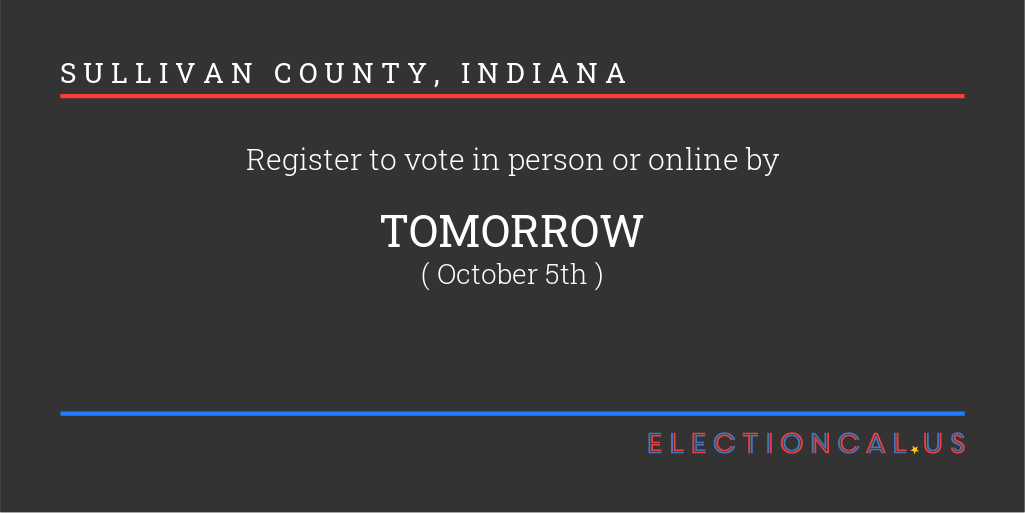 SULLIVAN COUNTY, INDIANA
Register to vote in person or online by
TOMORROW
( October 5th )
ELECTIONCAL.US